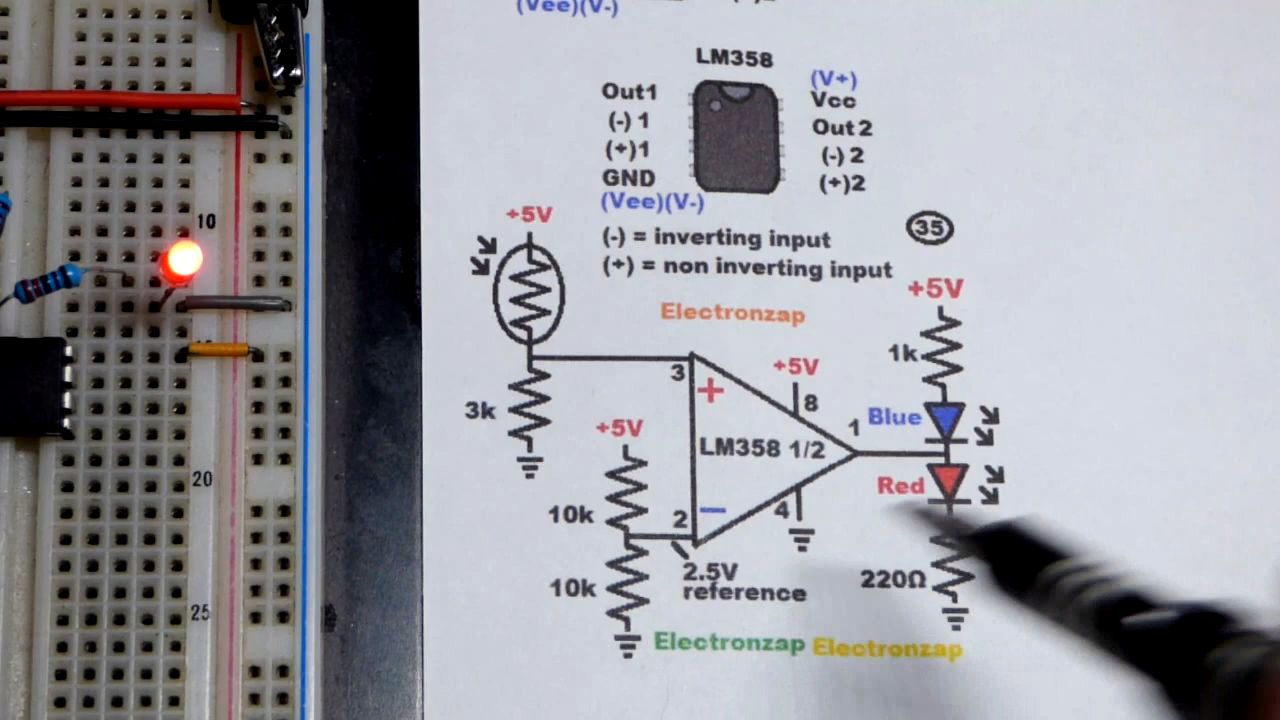 (Vee)(V-)
LM358
Out1
(-) 1
(+)1
GND
(Vee)(V-)
(V+)
Vcc
Out 2
(-) 2
(+)2
(-) = inverting input
(+) = non inverting input
35
Electronzap
+5V
3k
+5V
10k
10k
3
+
2
−
LM358 1/2
+5V
8
4
1
2.5V
reference
+5V
1k
Blue
Red
220Ω
Electronzap
Electronzap
10
20
25